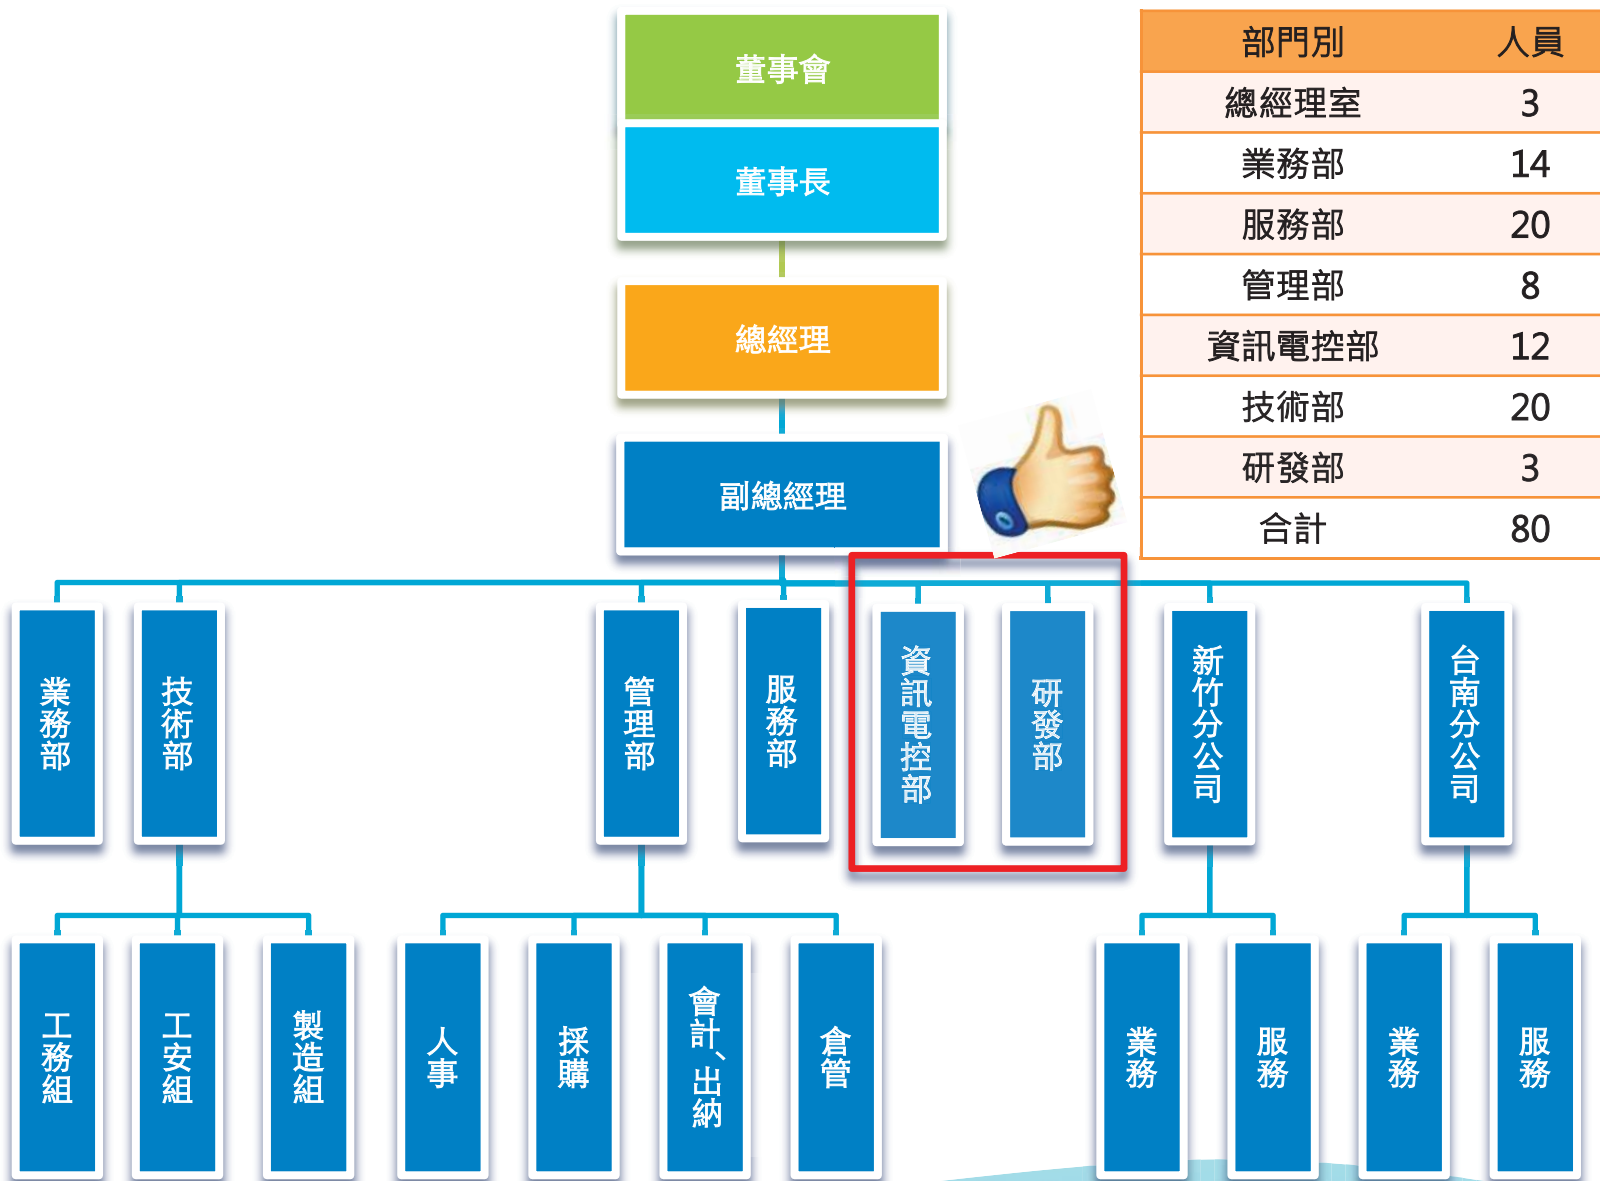 董事會
董事長
總經理
副總經理
部門別 人員
總經理室 3
業務部 14
服務部 20
管理部 8
資訊電控部 12
技術部 20
研發部 3
合計 80
業務部
技術部
管理部
服務部
資訊電控部
研發部
新竹分公司
台南分公司
工務組
工安組
製造組
人事
採購
會計、出納
倉管
業務
服務
業務
服務